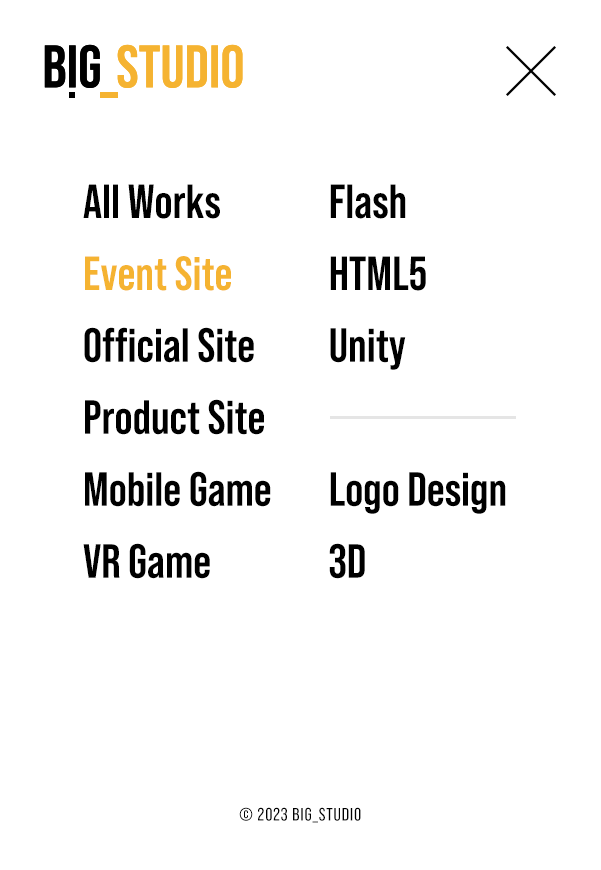 BIG_STUDIO
All Works
Event Site
Official Site
Product Site
Mobile Game
VR Game
Flash
HTML5
Unity
Logo Design
3D
© 2023 BIG_STUDIO